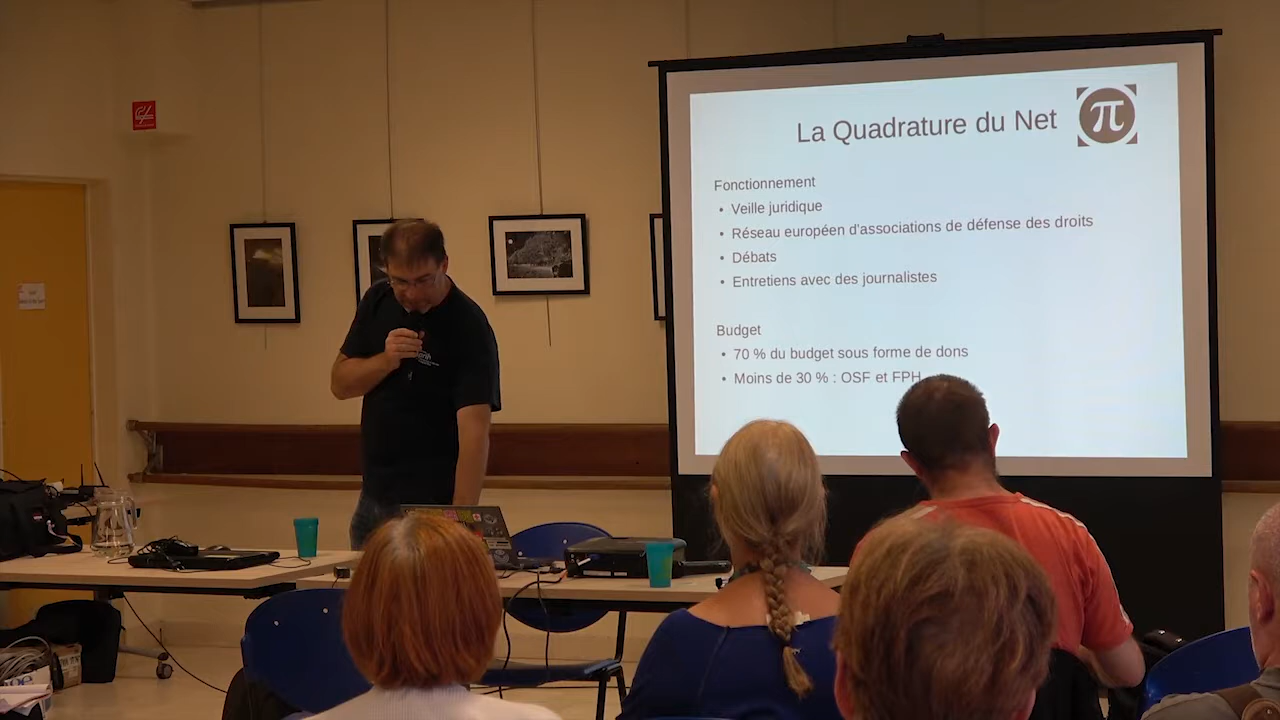 La Quadrature du Net
π
Fonctionnement
• Veille juridique
• Réseau européen d'associations de défense des droits
• Débats
• Entretiens avec des journalistes
Budget
• 70 % du budget sous forme de dons
• Moins de 30 % : OSF et FPH